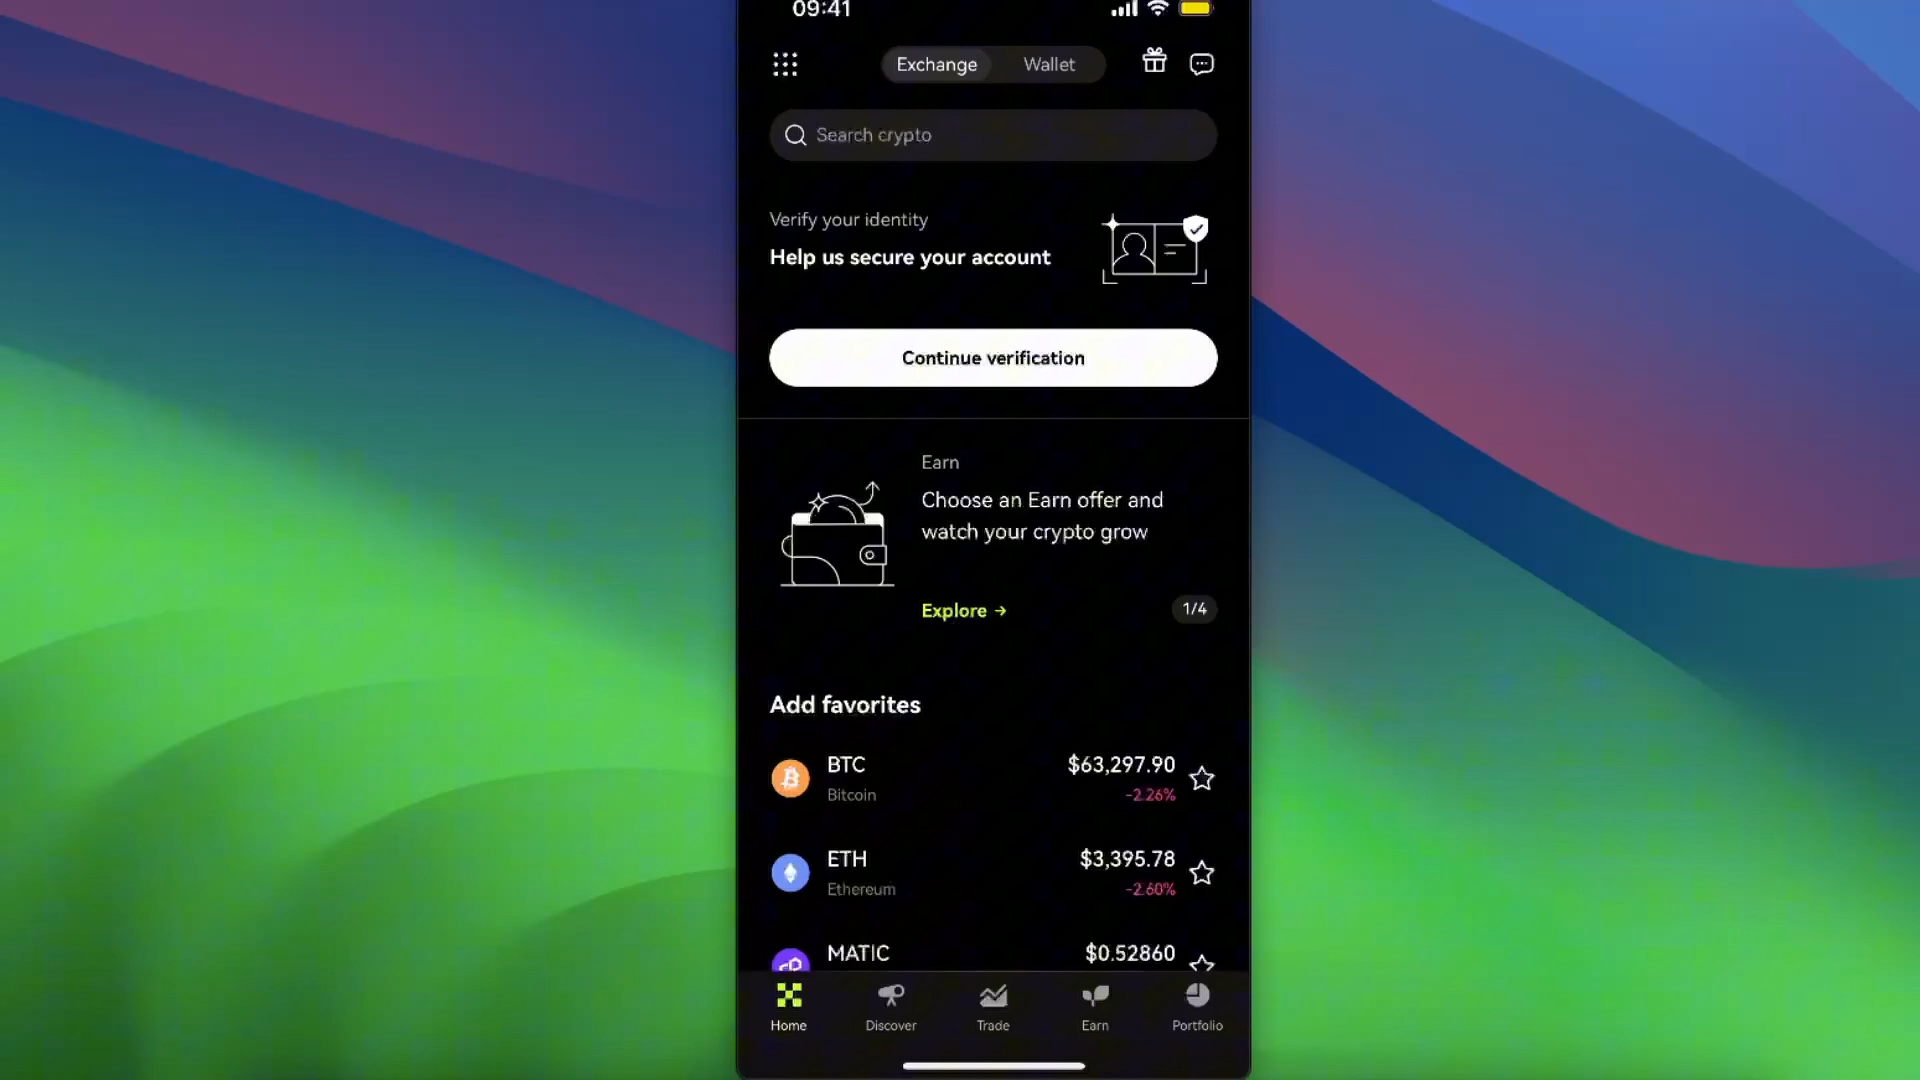 09:41
Exchange Wallet
Search crypto
Verify your identity
Help us secure your account
Continue verification
Earn
Choose an Earn offer and
watch your crypto grow
Explore →
1/4
Add favorites
BTC $63,297.90
Bitcoin -2.26%
ETH $3,395.78
Ethereum -2.60%
MATIC $0.52860
Home Discover Trade Earn Portfolio